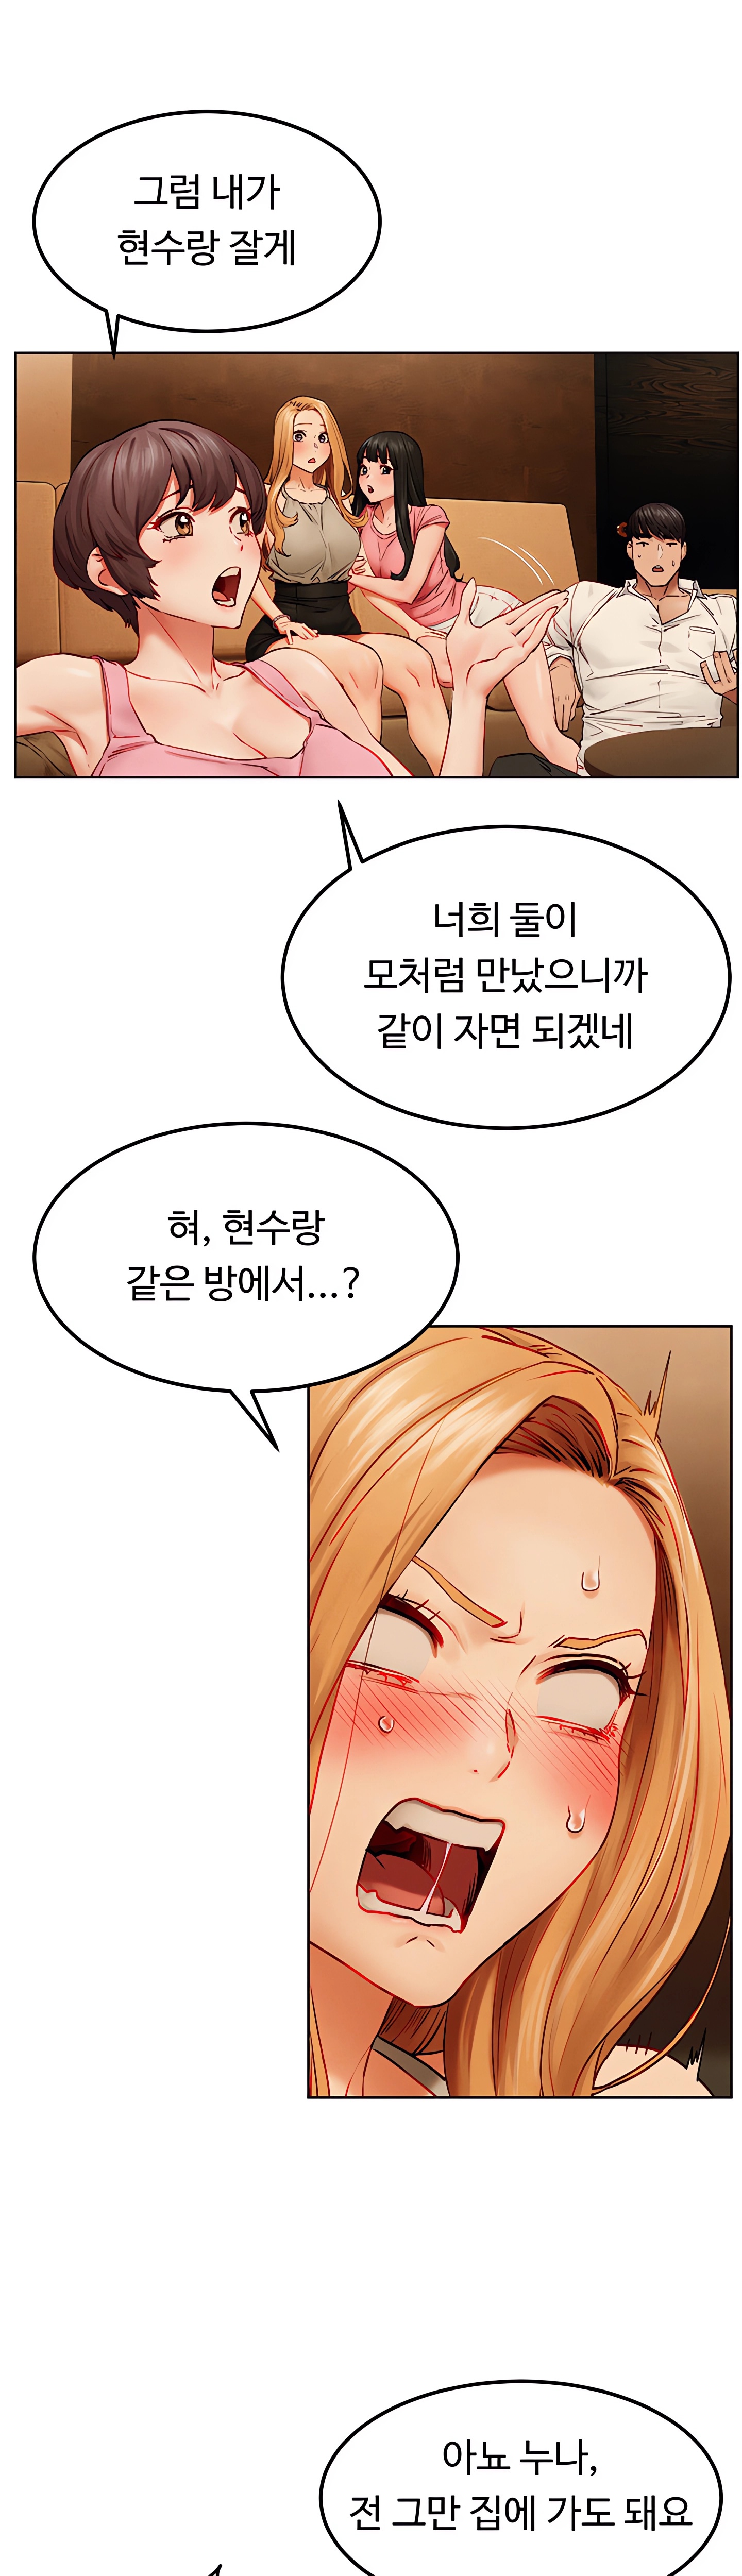 그럼 내가
현수랑 잘게
너희 둘이
모처럼 만났으니까
같이 자면 되겠네
혀, 현수랑
같은 방에서...?
아뇨 누나,
전 그만 집에 가도 돼요